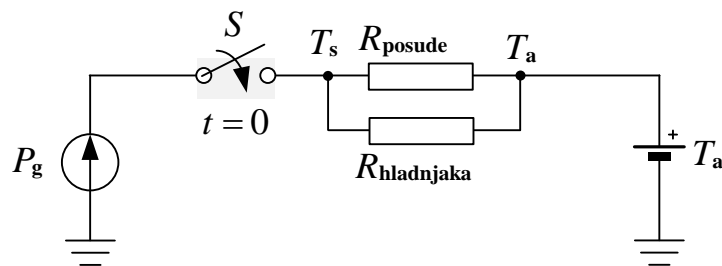 S
T_s
R_posude
T_a
t = 0
P_g
R_hladnjaka
+
T_a